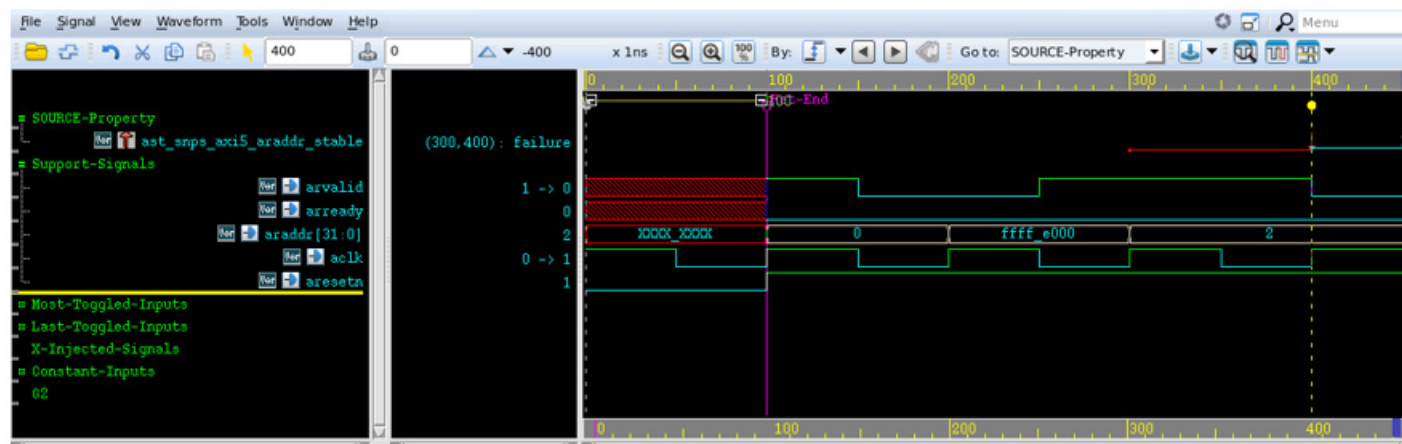 File Signal View Waveform Tools Window Help Menu
400 0 -400 x 1ns 100 % By: Go to: SOURCE-Property
0 100 200 300 400
SOURCE-Property
ast_snps_axi5_araddr_stable (300,400): failure
Support-Signals
arvalid 1 -> 0
arready 0
araddr[31:0] 2 XXXX_XXXX 0 ffff_e000 2
aclk 0 -> 1
aresetn 1
Most-Toggled-Inputs
Last-Toggled-Inputs
X-Injected-Signals
Constant-Inputs
G2
0 100 200 300 400